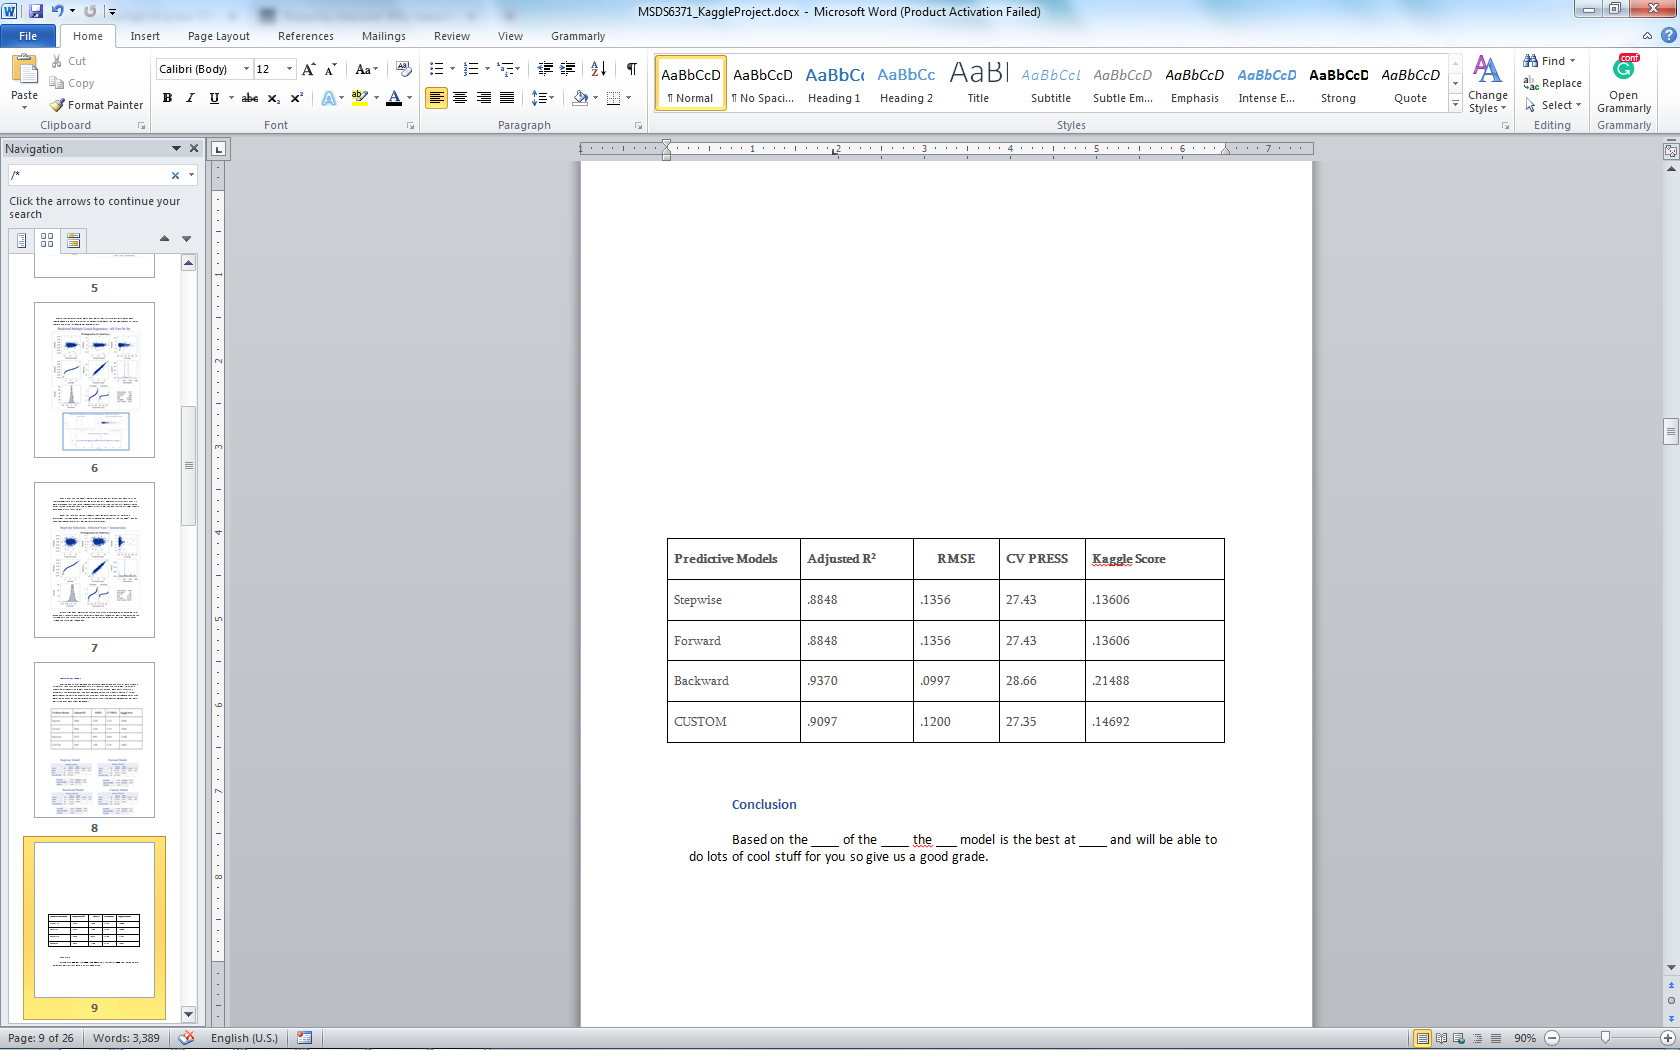 MSDS6371_KaggleProject.docx - Microsoft Word (Product Activation Failed)
File Home Insert Page Layout References Mailings Review View Grammarly
Paste
Cut
Copy
Format Painter
Clipboard
Calibri (Body) 12
Font
Paragraph
AaBbCcD AaBbCcD AaBbCc AaBbCc AaBl AaBbCcL AaBbCcD AaBbCcD AaBbCcD AaBbCcD AaBbCcD
¶ Normal ¶ No Spaci... Heading 1 Heading 2 Title Subtitle Subtle Em... Emphasis Intense E... Strong Quote
Styles
Change Styles
Find
Replace
Select
Editing
conf
Open Grammarly
Grammarly
Navigation
/*
Click the arrows to continue your
search
5
6
7
8
9
Predictive Models Adjusted R² RMSE CV PRESS Kaggle Score
Stepwise .8848 .1356 27.43 .13606
Forward .8848 .1356 27.43 .13606
Backward .9370 .0997 28.66 .21488
CUSTOM .9097 .1200 27.35 .14692
Conclusion
Based on the ____ of the ____ the ___ model is the best at ____ and will be able to
do lots of cool stuff for you so give us a good grade.
Page: 9 of 26 Words: 3,389 English (U.S.) 90%